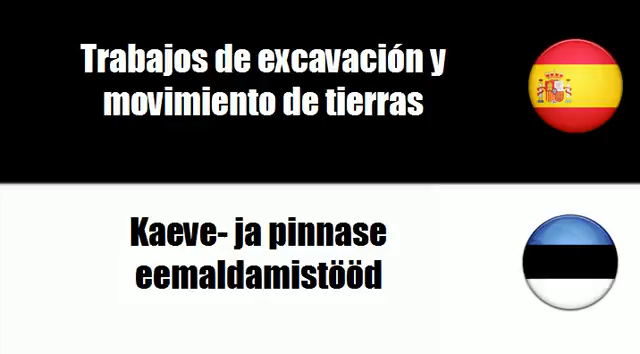 Trabajos de excavación y
movimiento de tierras
Kaeve- ja pinnase
eemaldamistööd